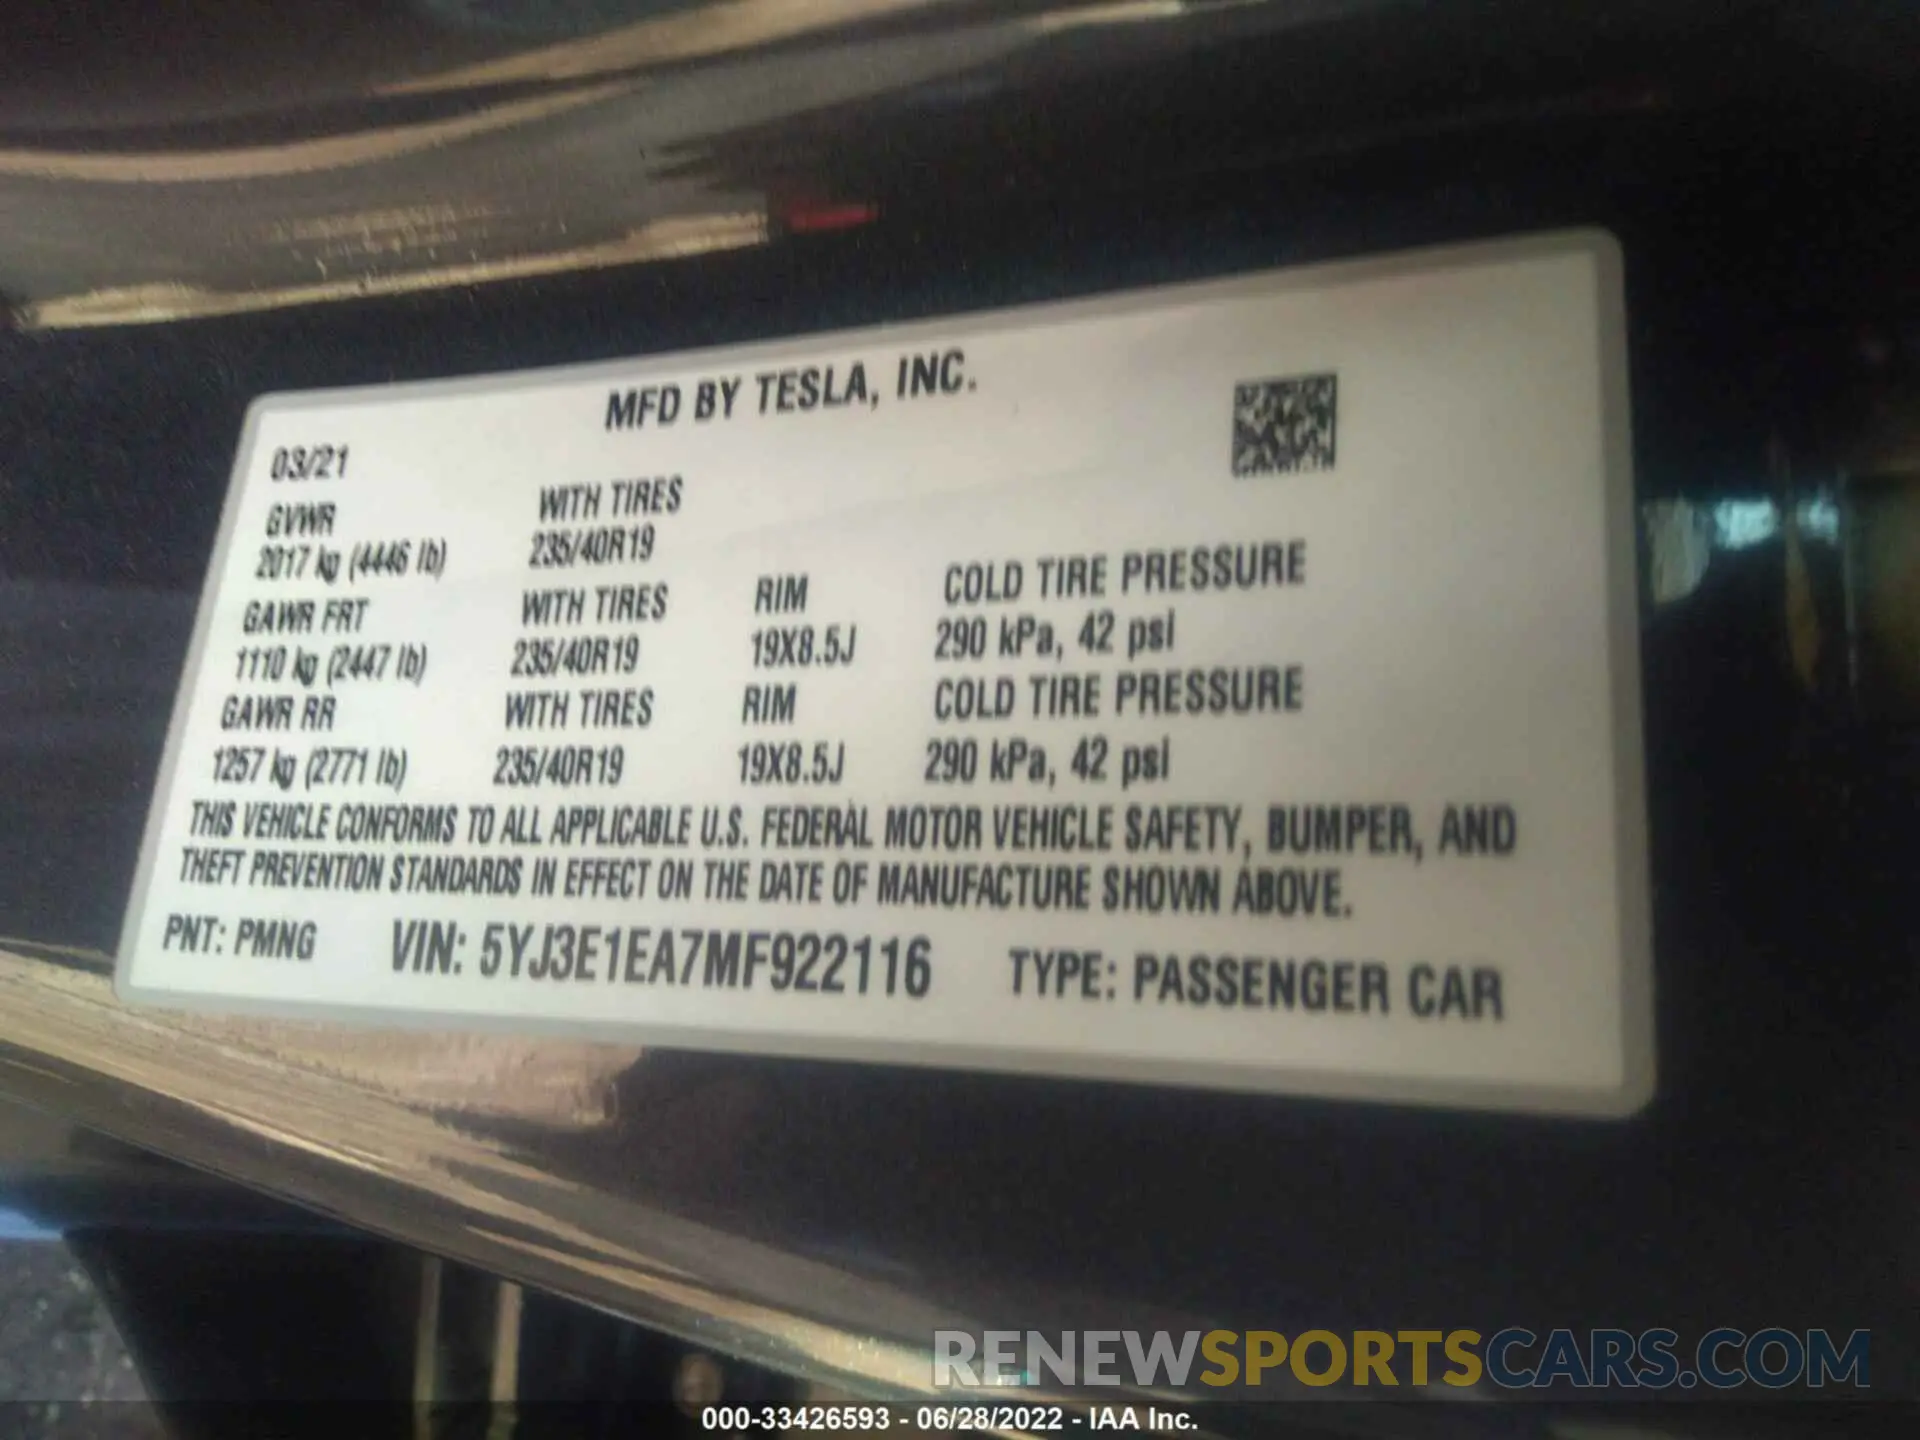 MFD BY TESLA, INC.
03/21
GVWR WITH TIRES
2017 kg (4446 lb) 235/40R19
GAWR FRT WITH TIRES RIM COLD TIRE PRESSURE
1110 kg (2447 lb) 235/40R19 19X8.5J 290 kPa, 42 psi
GAWR RR WITH TIRES RIM COLD TIRE PRESSURE
1257 kg (2771 lb) 235/40R19 19X8.5J 290 kPa, 42 psi
THIS VEHICLE CONFORMS TO ALL APPLICABLE U.S. FEDERAL MOTOR VEHICLE SAFETY, BUMPER, AND
THEFT PREVENTION STANDARDS IN EFFECT ON THE DATE OF MANUFACTURE SHOWN ABOVE.
PNT: PMNG VIN: 5YJ3E1EA7MF922116 TYPE: PASSENGER CAR
RENEWSPORTSCARS.COM
000-33426593 - 06/28/2022 - IAA Inc.